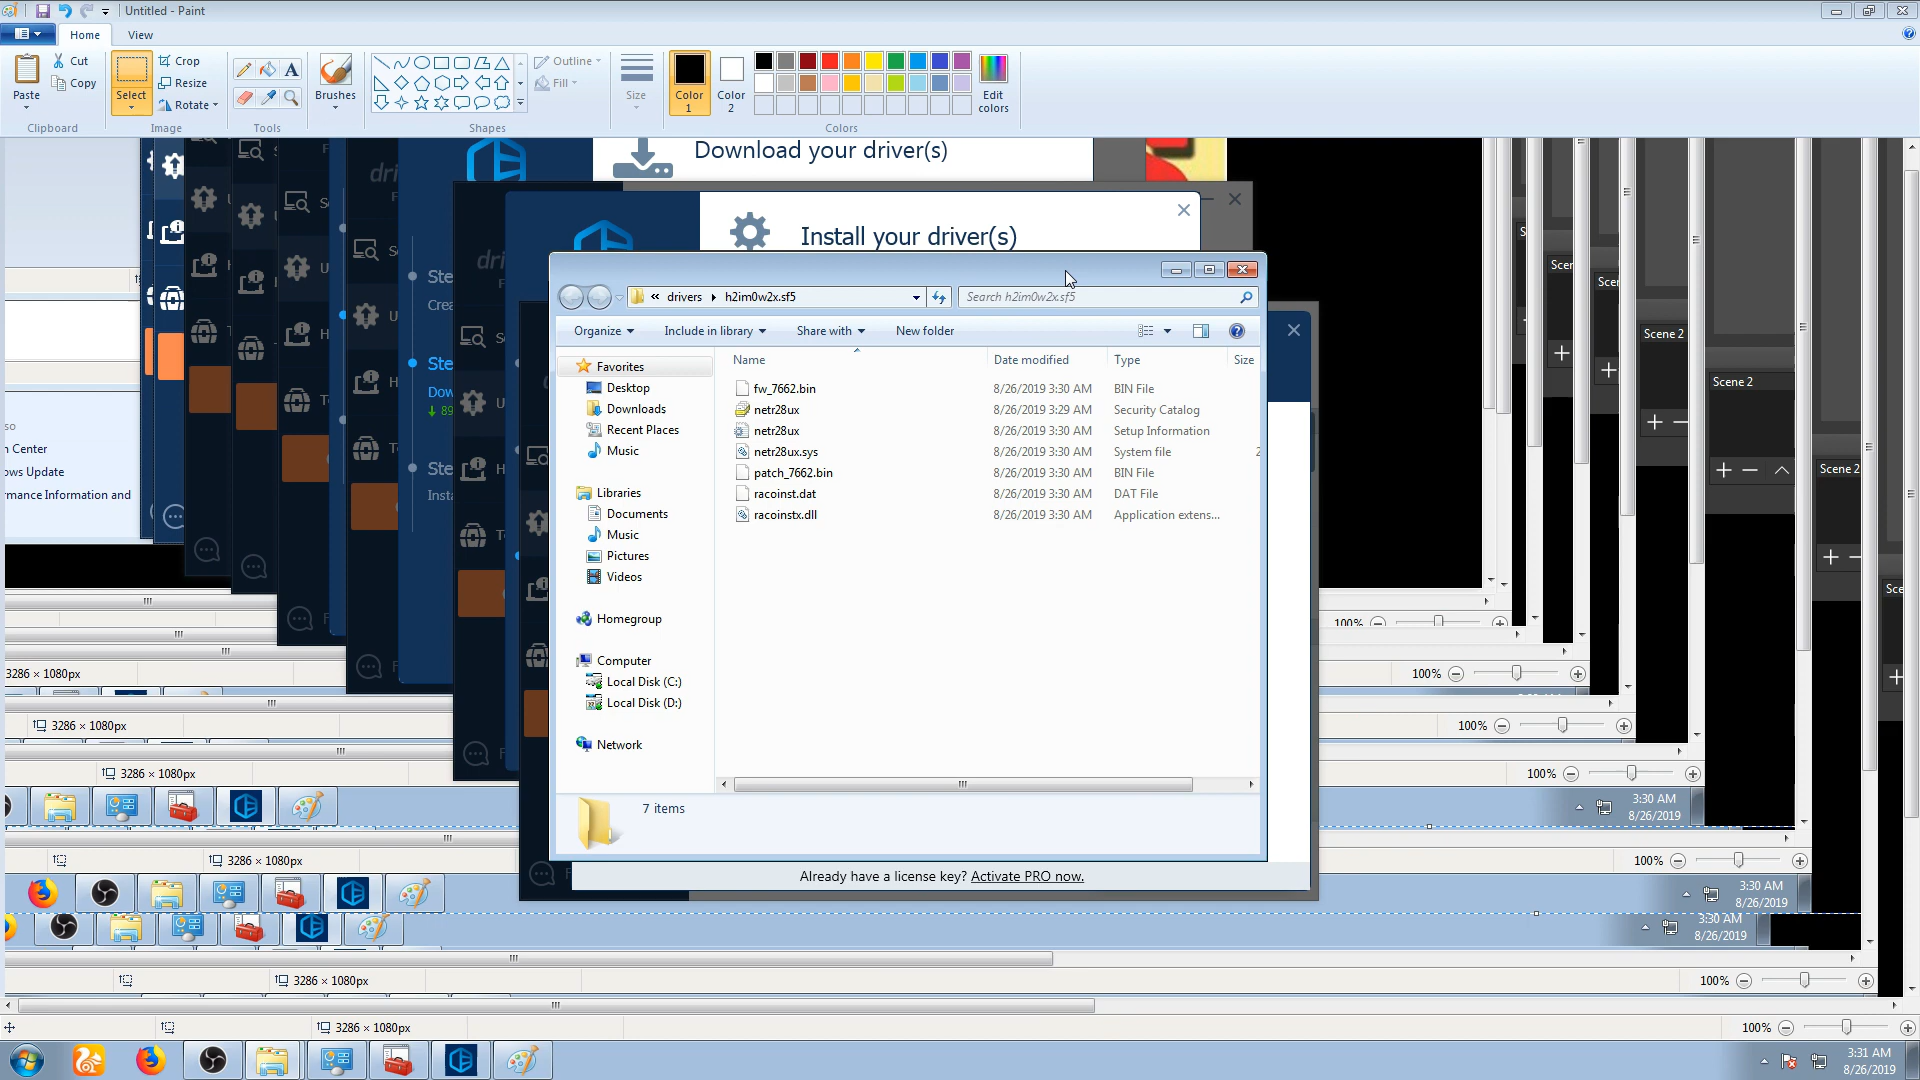 Untitled - Paint
Home
View
Paste
Cut
Copy
Clipboard
Select
Crop
Resize
Rotate
Image
Tools
Brushes
Shapes
Outline
Fill
Size
Color 1
Color 2
Edit colors
Colors
Download your driver(s)
Install your driver(s)
« drivers h2im0w2x.sf5
Search h2im0w2x.sf5
Organize Include in library Share with New folder
Name Date modified Type Size
Favorites
Desktop
Downloads
Recent Places
Music
Libraries
Documents
Music
Pictures
Videos
Homegroup
Computer
Local Disk (C:)
Local Disk (D:)
Network
fw_7662.bin 8/26/2019 3:30 AM BIN File
netr28ux 8/26/2019 3:29 AM Security Catalog
netr28ux 8/26/2019 3:30 AM Setup Information
netr28ux.sys 8/26/2019 3:30 AM System file 2
patch_7662.bin 8/26/2019 3:30 AM BIN File
racoinst.dat 8/26/2019 3:30 AM DAT File
racoinstx.dll 8/26/2019 3:30 AM Application extens...
7 items
Already have a license key? Activate PRO now.
n Center
ows Update
mance Information and
Ste
Crea
Ste
Dow
89
Ste
Insta
Scene 2
Scene 2
Scene 2
3286 × 1080px
3286 × 1080px
3286 × 1080px
3286 × 1080px
3286 × 1080px
3286 × 1080px
100%
100%
100%
100%
100%
100%
100%
3:30 AM
8/26/2019
3:30 AM
8/26/2019
3:30 AM
8/26/2019
3:31 AM
8/26/2019